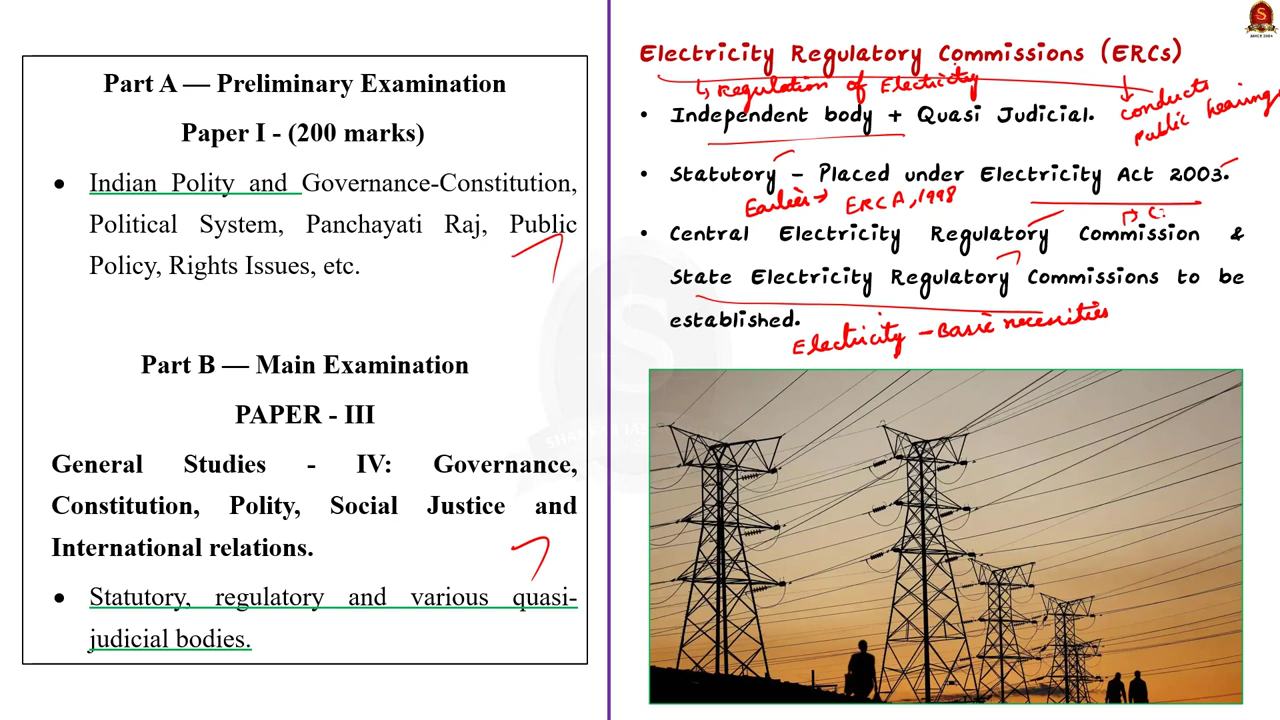 Part A — Preliminary Examination
Paper I - (200 marks)
• Indian Polity and Governance-Constitution,
Political System, Panchayati Raj, Public
Policy, Rights Issues, etc.
Part B — Main Examination
PAPER - III
General Studies - IV: Governance,
Constitution, Polity, Social Justice and
International relations.
• Statutory, regulatory and various quasi-
judicial bodies.
Electricity Regulatory Commissions (ERCs)
↳ Regulation of Electricity
conducts
public hearings
• Independent body + Quasi Judicial.
• Statutory - Placed under Electricity Act 2003.
Earlier → ERCA, 1998
• Central Electricity Regulatory Commission &
State Electricity Regulatory Commissions to be
established.
Electricity - Basic necessities
S
SINCE 2004